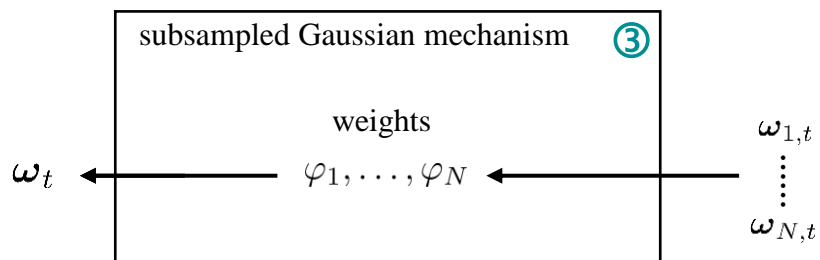 subsampled Gaussian mechanism ③
weights
ω_t
φ_1, . . . , φ_N
ω_{1,t}
ω_{N,t}